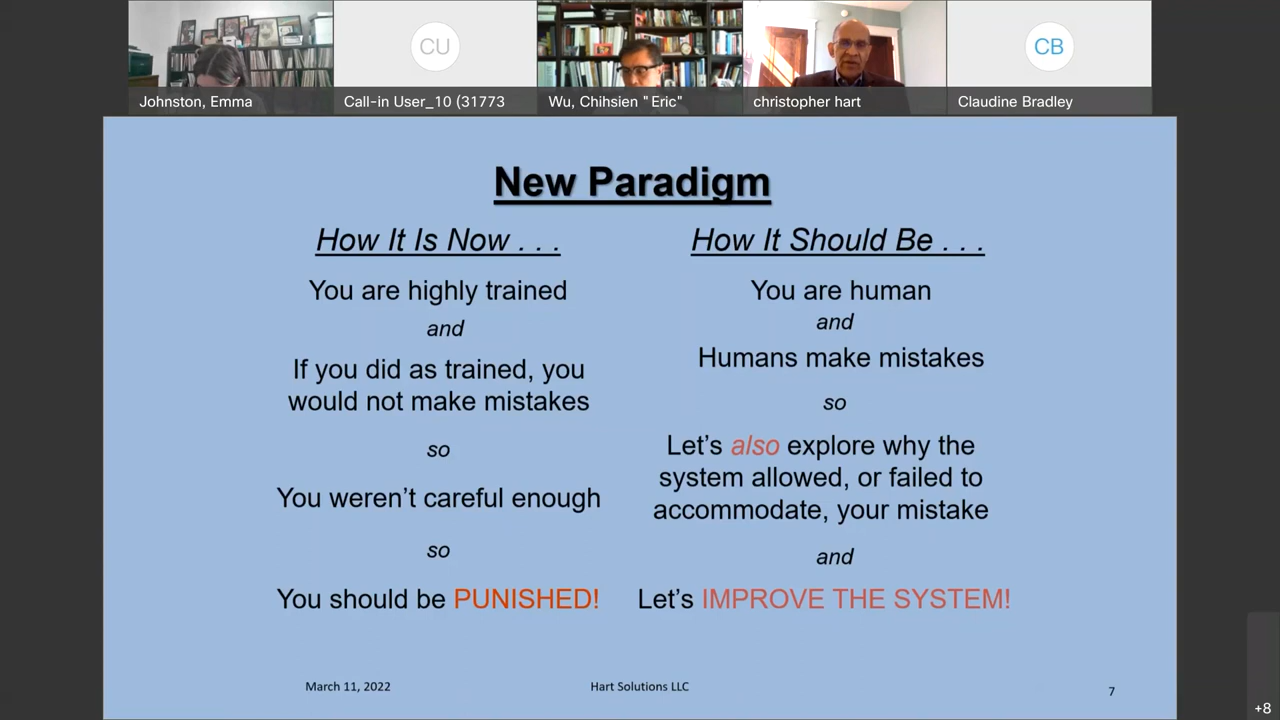 CU
CB
Johnston, Emma
Call-in User_10 (31773
Wu, Chihsien "Eric"
christopher hart
Claudine Bradley
New Paradigm
How It Is Now . . .
You are highly trained
and
If you did as trained, you
would not make mistakes
so
You weren’t careful enough
so
You should be PUNISHED!
How It Should Be . . .
You are human
and
Humans make mistakes
so
Let’s also explore why the
system allowed, or failed to
accommodate, your mistake
and
Let’s IMPROVE THE SYSTEM!
March 11, 2022
Hart Solutions LLC
7
+8